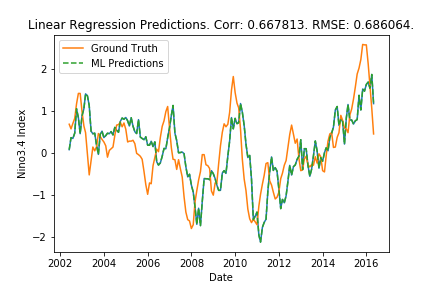 Linear Regression Predictions. Corr: 0.667813. RMSE: 0.686064.
Ground Truth
ML Predictions
Nino3.4 Index
2
1
0
−1
−2
2002 2004 2006 2008 2010 2012 2014 2016
Date